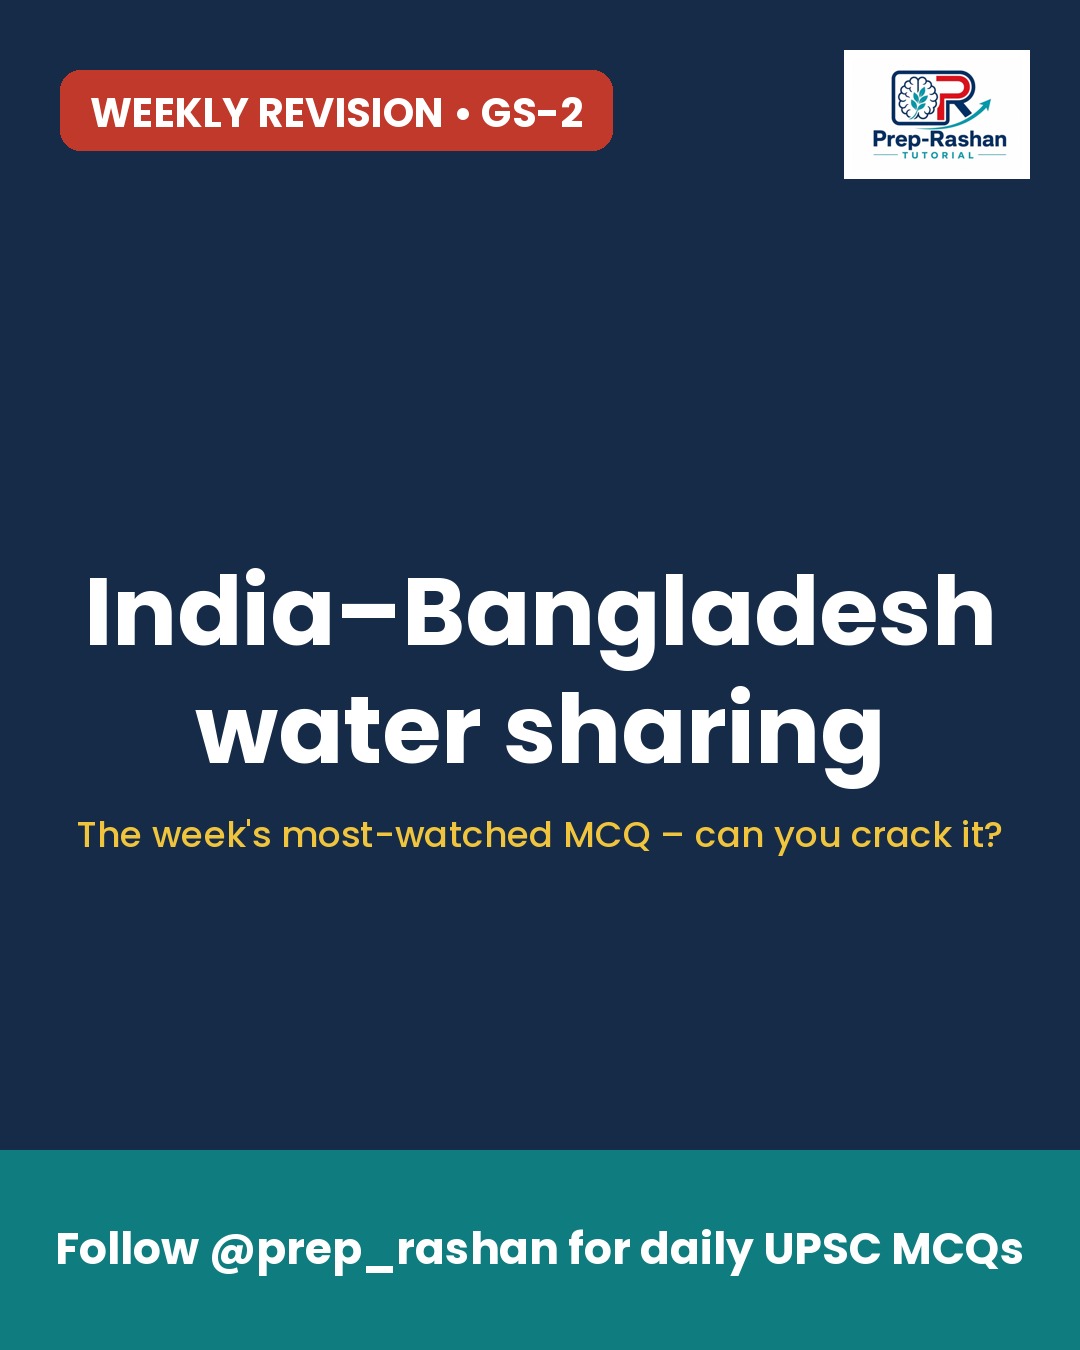 WEEKLY REVISION • GS-2
Prep-Rashan
TUTORIAL
India–Bangladesh
water sharing
The week's most-watched MCQ – can you crack it?
Follow @prep_rashan for daily UPSC MCQs